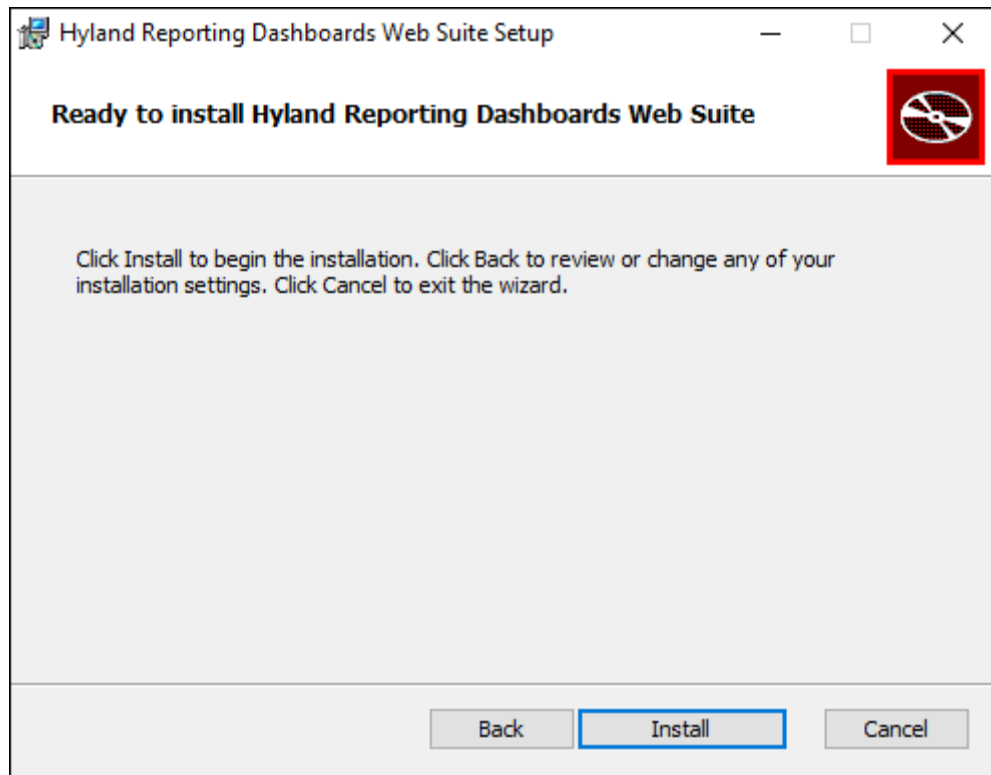 Hyland Reporting Dashboards Web Suite Setup
Ready to install Hyland Reporting Dashboards Web Suite
Click Install to begin the installation. Click Back to review or change any of your
installation settings. Click Cancel to exit the wizard.
Back Install Cancel